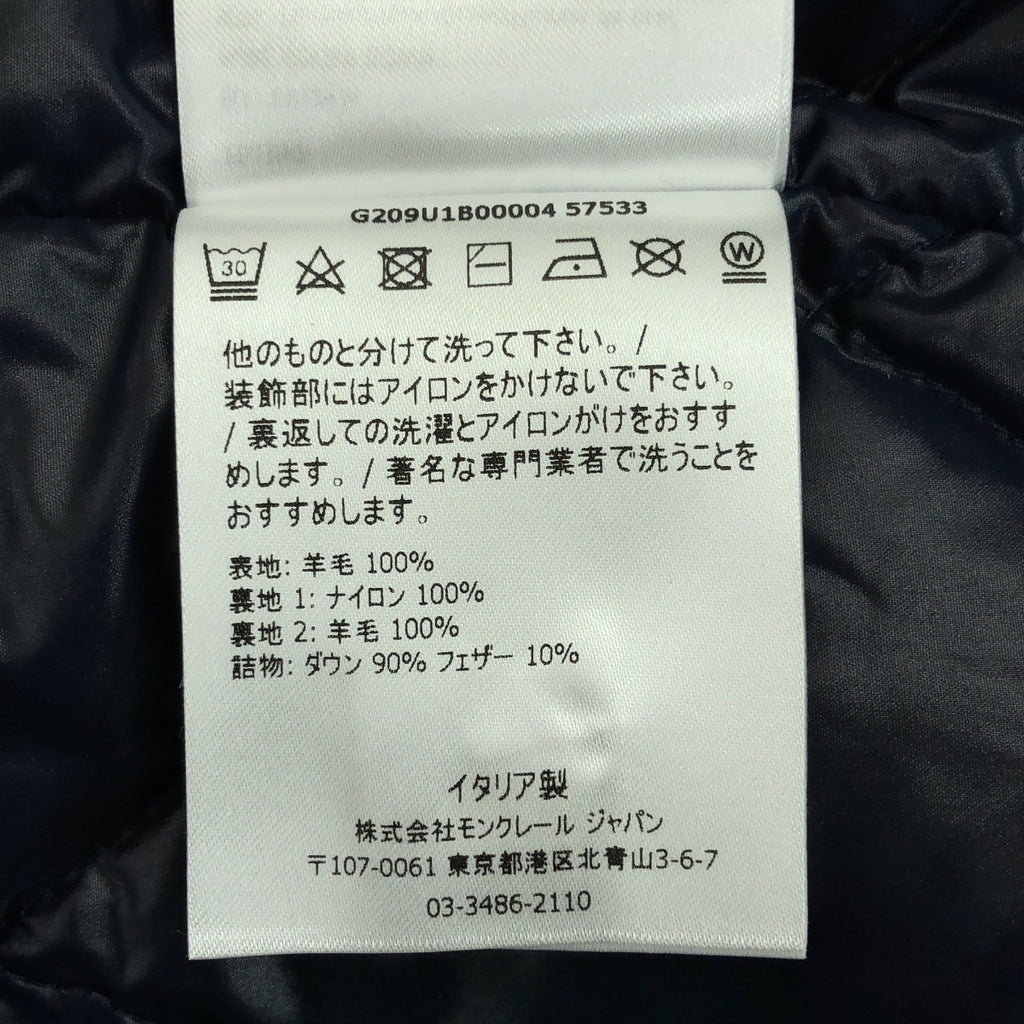 G209U1B00004 57533
30
W
他のものと分けて洗って下さい。/
装飾部にはアイロンをかけないで下さい。
/ 裏返しての洗濯とアイロンがけをおすす
めします。/ 著名な専門業者で洗うことを
おすすめします。
表地: 羊毛 100%
裏地 1: ナイロン 100%
裏地 2: 羊毛 100%
詰物: ダウン 90% フェザー 10%
イタリア製
株式会社モンクレール ジャパン
〒107-0061 東京都港区北青山3-6-7
03-3486-2110